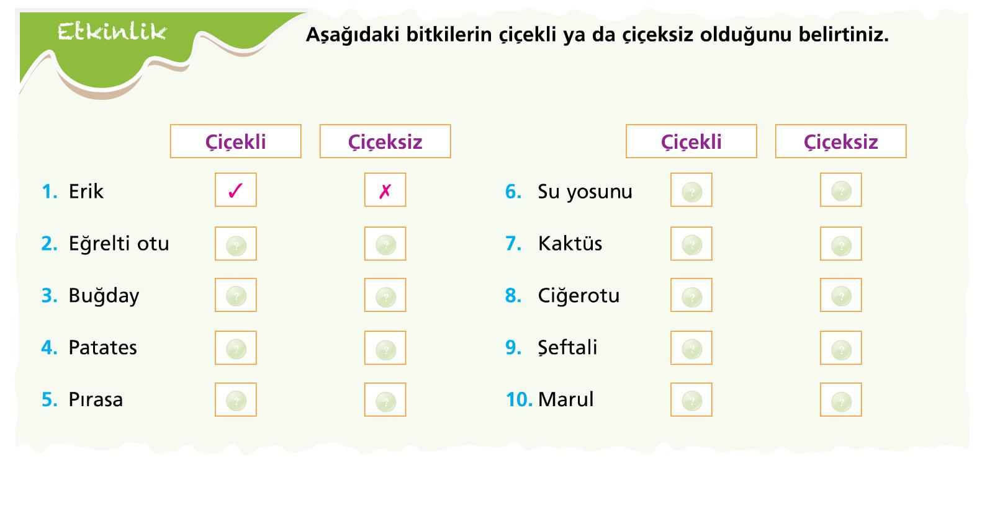 Etkinlik
Aşağıdaki bitkilerin çiçekli ya da çiçeksiz olduğunu belirtiniz.
Çiçekli Çiçeksiz
1. Erik ✓ ✗
2. Eğrelti otu ? ?
3. Buğday ? ?
4. Patates ? ?
5. Pırasa ? ?
Çiçekli Çiçeksiz
6. Su yosunu ? ?
7. Kaktüs ? ?
8. Ciğerotu ? ?
9. Şeftali ? ?
10. Marul ? ?